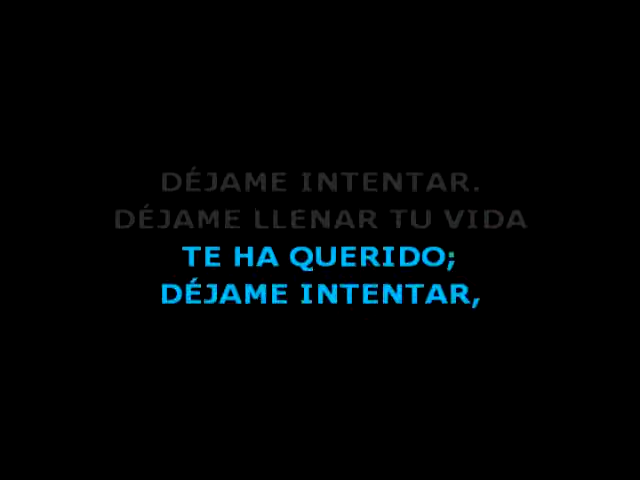 DÉJAME INTENTAR.
DÉJAME LLENAR TU VIDA
TE HA QUERIDO;
DÉJAME INTENTAR,